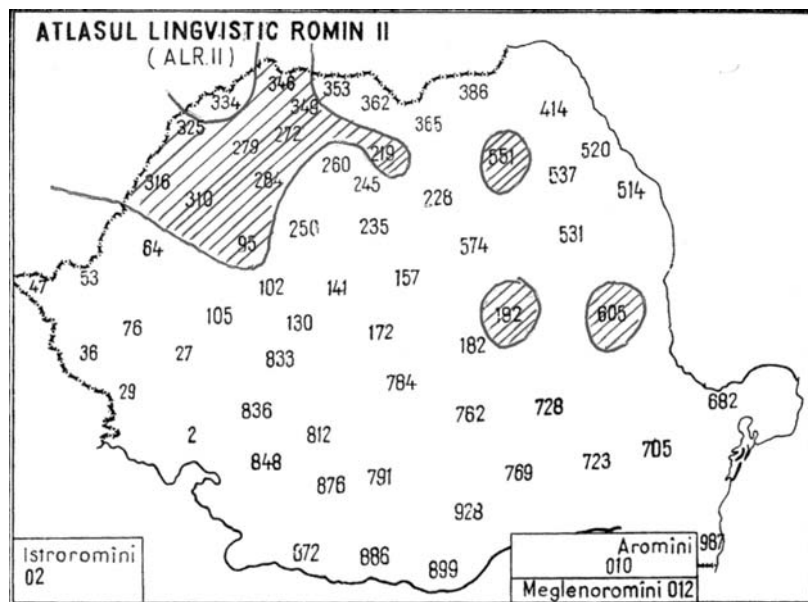 ATLASUL LINGVISTIC ROMIN II
(ALR.II)
346 353 386
334 349 362 414
325 365
279 272 219 551 520
260 537
316 284 245 514
310 228
250 235 531
64 95 574
53
47 102 141 157
105 192 605
76 130 172
36 27 833 182
784
29 682
836 762 728
2 812 705
848 791 769 723
876
928
872 886 899 987
Istroromîni
02
Aromîni
010
Meglenoromîni 012